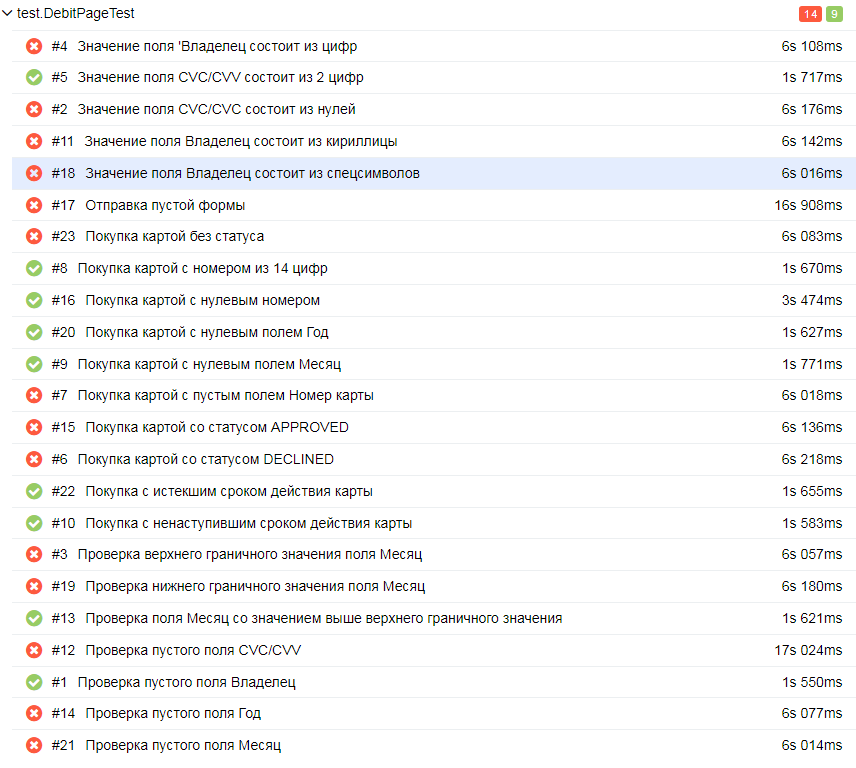 test.DebitPageTest 14 9
#4 Значение поля 'Владелец состоит из цифр 6s 108ms
#5 Значение поля CVC/CVV состоит из 2 цифр 1s 717ms
#2 Значение поля CVC/CVC состоит из нулей 6s 176ms
#11 Значение поля Владелец состоит из кириллицы 6s 142ms
#18 Значение поля Владелец состоит из спецсимволов 6s 016ms
#17 Отправка пустой формы 16s 908ms
#23 Покупка картой без статуса 6s 083ms
#8 Покупка картой с номером из 14 цифр 1s 670ms
#16 Покупка картой с нулевым номером 3s 474ms
#20 Покупка картой с нулевым полем Год 1s 627ms
#9 Покупка картой с нулевым полем Месяц 1s 771ms
#7 Покупка картой с пустым полем Номер карты 6s 018ms
#15 Покупка картой со статусом APPROVED 6s 136ms
#6 Покупка картой со статусом DECLINED 6s 218ms
#22 Покупка с истекшим сроком действия карты 1s 655ms
#10 Покупка с ненаступившим сроком действия карты 1s 583ms
#3 Проверка верхнего граничного значения поля Месяц 6s 057ms
#19 Проверка нижнего граничного значения поля Месяц 6s 180ms
#13 Проверка поля Месяц со значением выше верхнего граничного значения 1s 621ms
#12 Проверка пустого поля CVC/CVV 17s 024ms
#1 Проверка пустого поля Владелец 1s 550ms
#14 Проверка пустого поля Год 6s 077ms
#21 Проверка пустого поля Месяц 6s 014ms